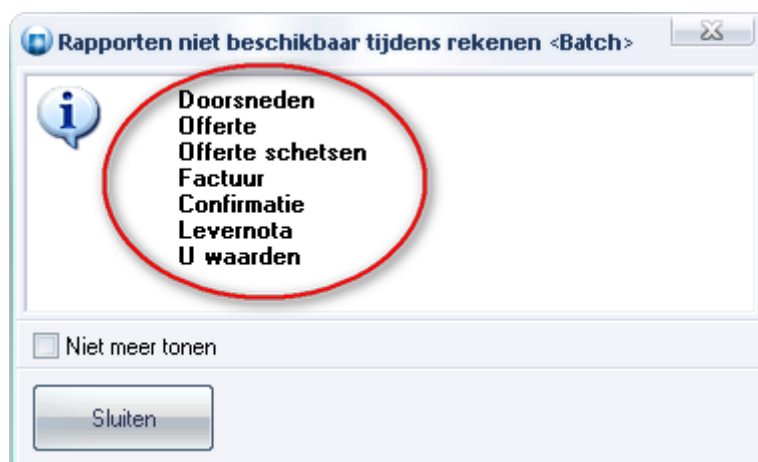 Rapporten niet beschikbaar tijdens rekenen <Batch>
Doorsneden
Offerte
Offerte schetsen
Factuur
Confirmatie
Levernota
U waarden
Niet meer tonen
Sluiten